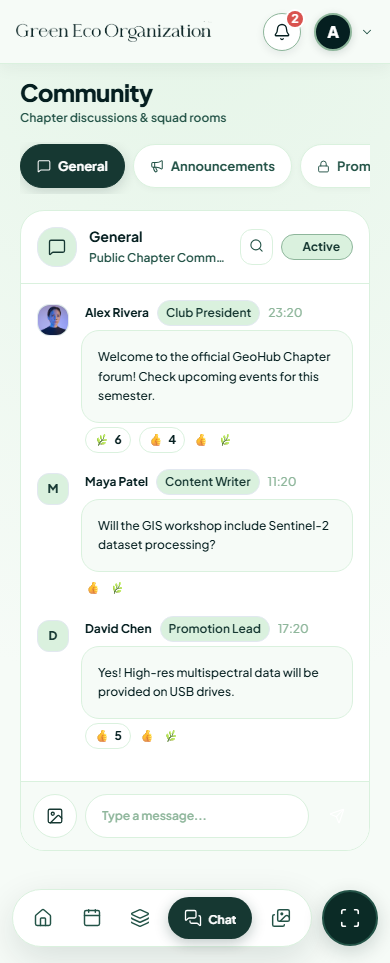 Green Eco Organization
2
A
Community
Chapter discussions & squad rooms
General
Announcements
Prom
General
Public Chapter Comm...
Active
Alex Rivera
Club President
23:20
Welcome to the official GeoHub Chapter
forum! Check upcoming events for this
semester.
6
4
M
Maya Patel
Content Writer
11:20
Will the GIS workshop include Sentinel-2
dataset processing?
D
David Chen
Promotion Lead
17:20
Yes! High-res multispectral data will be
provided on USB drives.
5
Type a message...
Chat